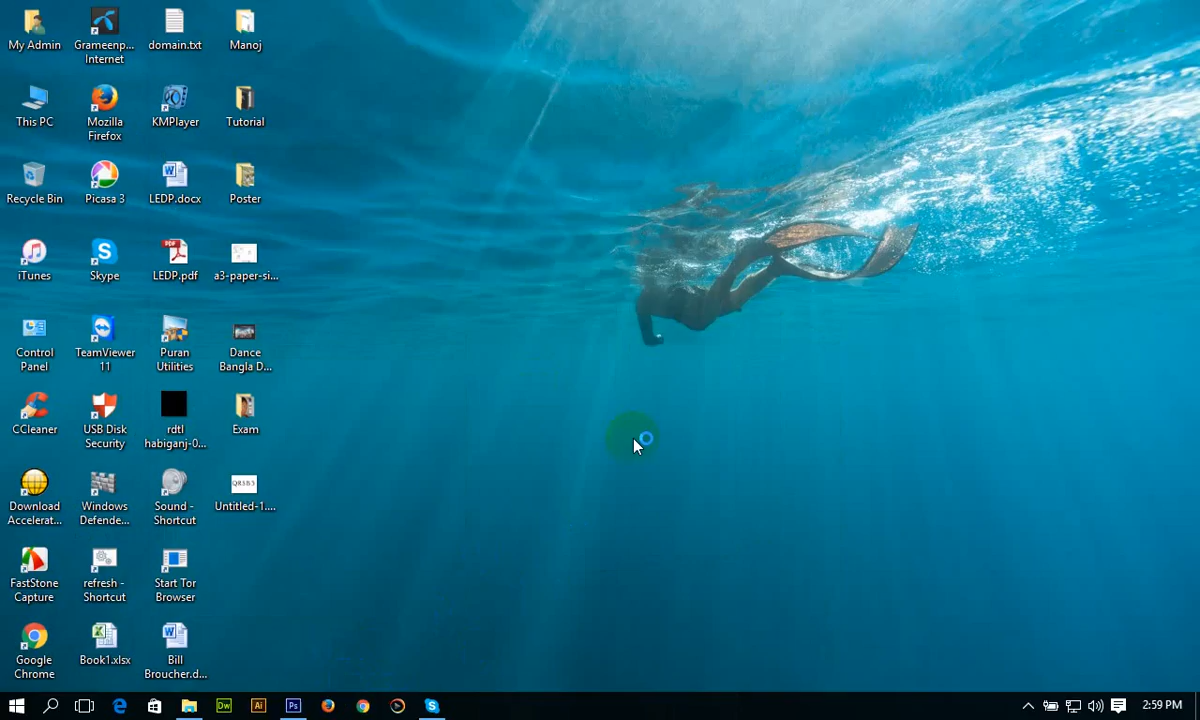 My Admin
Grameenp...
Internet
domain.txt
Manoj
This PC
Mozilla
Firefox
KMPlayer
Tutorial
Recycle Bin
Picasa 3
LEDP.docx
Poster
iTunes
Skype
LEDP.pdf
a3-paper-si...
Control
Panel
TeamViewer
11
Puran
Utilities
Dance
Bangla D...
CCleaner
USB Disk
Security
rdtl
habiganj-0...
Exam
Download
Accelerat...
Windows
Defende...
Sound -
Shortcut
Untitled-1....
FastStone
Capture
refresh -
Shortcut
Start Tor
Browser
Google
Chrome
Book1.xlsx
Bill
Broucher.d...
Dw
Ai
Ps
2:59 PM